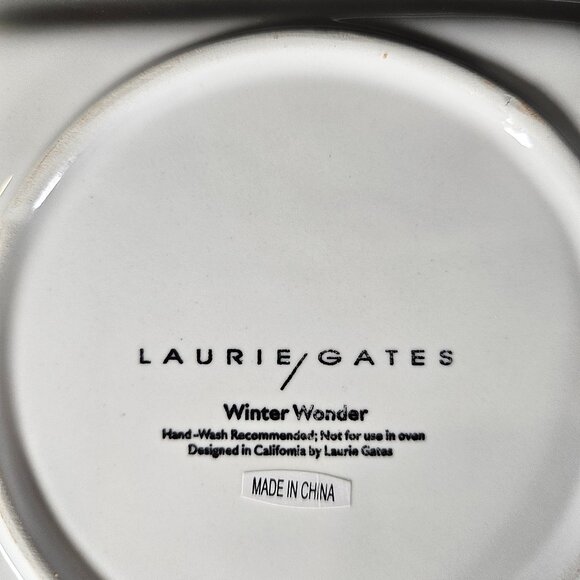 LAURIE/GATES
Winter Wonder
Hand-Wash Recommended; Not for use in oven
Designed in California by Laurie Gates
MADE IN CHINA